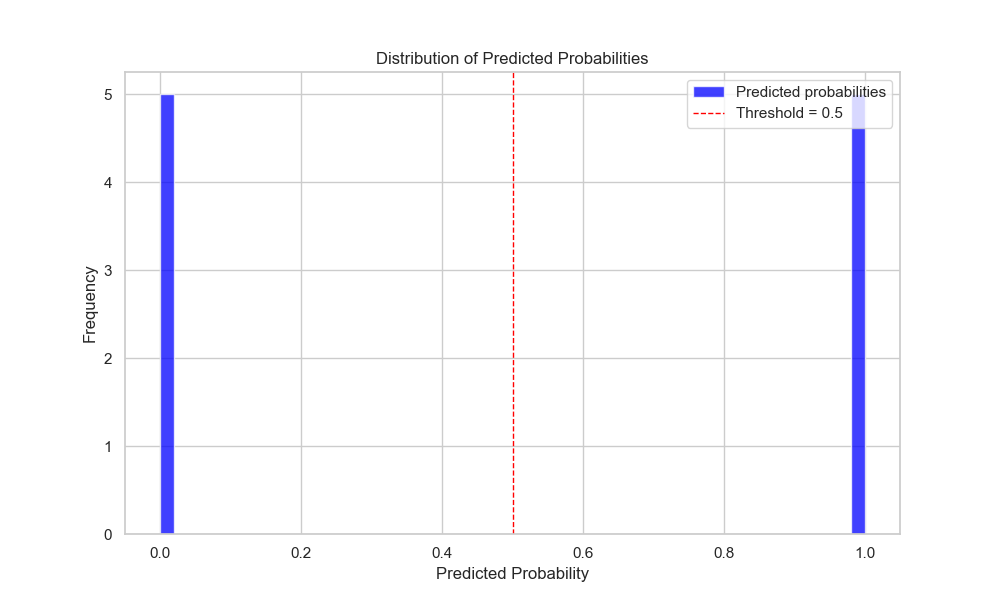 Distribution of Predicted Probabilities
Predicted probabilities
Threshold = 0.5
Frequency
5
4
3
2
1
0
0.0 0.2 0.4 0.6 0.8 1.0
Predicted Probability